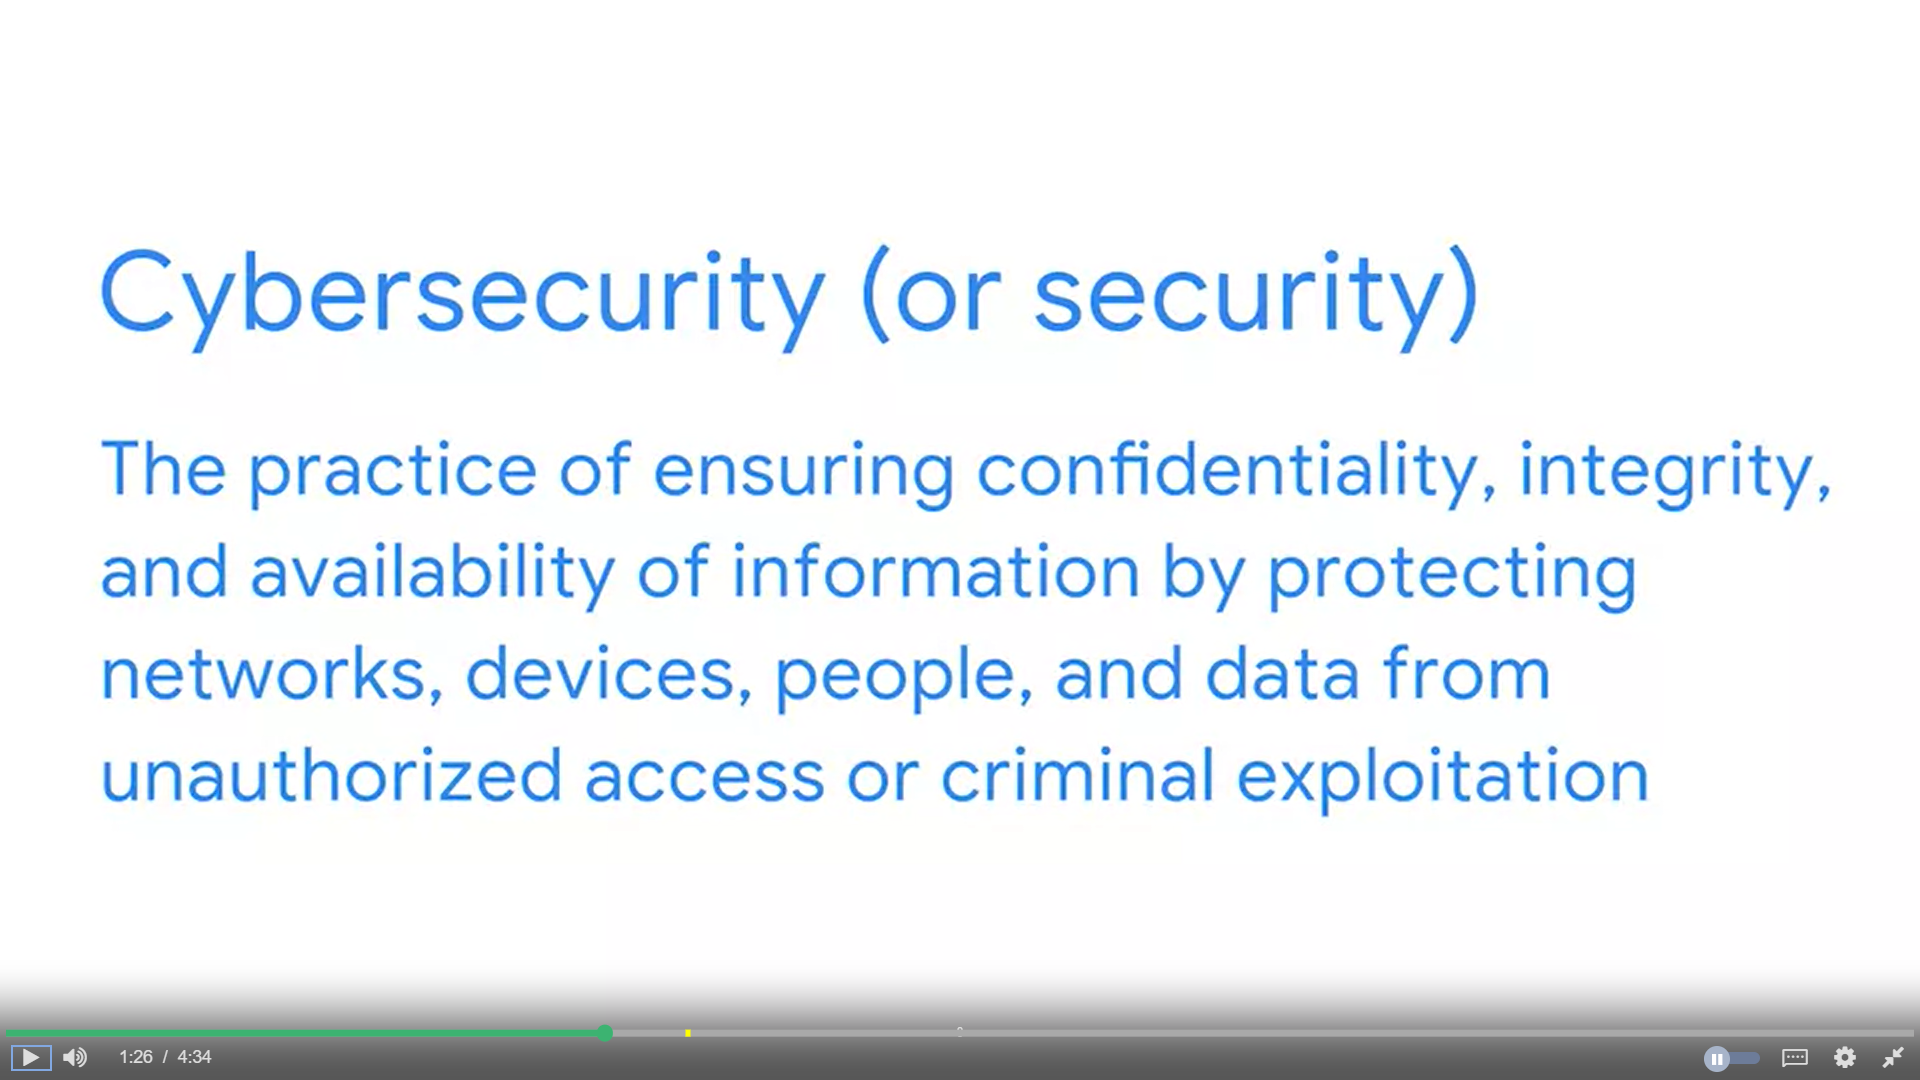 Cybersecurity (or security)
The practice of ensuring confidentiality, integrity,
and availability of information by protecting
networks, devices, people, and data from
unauthorized access or criminal exploitation
1:26 / 4:34